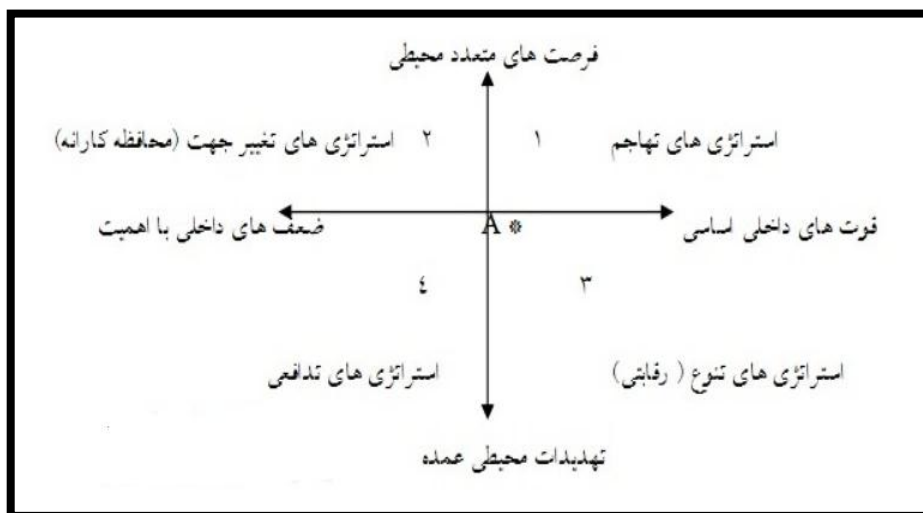 فرصت های متعدد محیطی
استراتژی های تهاجم
۱
۲
استراتژی های تغییر جهت (محافظه کارانه)
قوت های داخلی اساسی
A *
ضعف های داخلی با اهمیت
۳
٤
استراتژی های تنوع ( رقابتی)
استراتژی های تدافعی
تهدیدات محیطی عمده